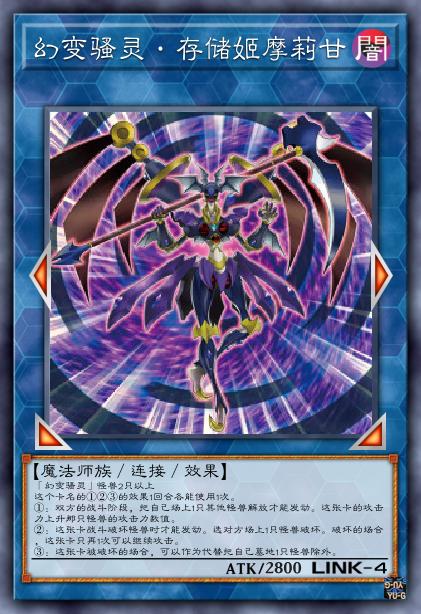 幻变骚灵·存储姬摩莉甘
闇
【魔法师族／连接／效果】
「幻变骚灵」怪兽2只以上
这个卡名的①②③的效果1回合各能使用1次。
①：双方的战斗阶段，把自己场上1只其他怪兽解放才能发动。这张卡的攻击
力上升那只怪兽的攻击力数值。
②：这张卡战斗破坏怪兽时才能发动。选对方场上1只怪兽破坏。破坏的场合
，这张卡只再1次可以继续攻击。
③：这张卡被破坏的场合，可以作为代替把自己墓地1只怪兽除外。
ATK/2800 LINK-4